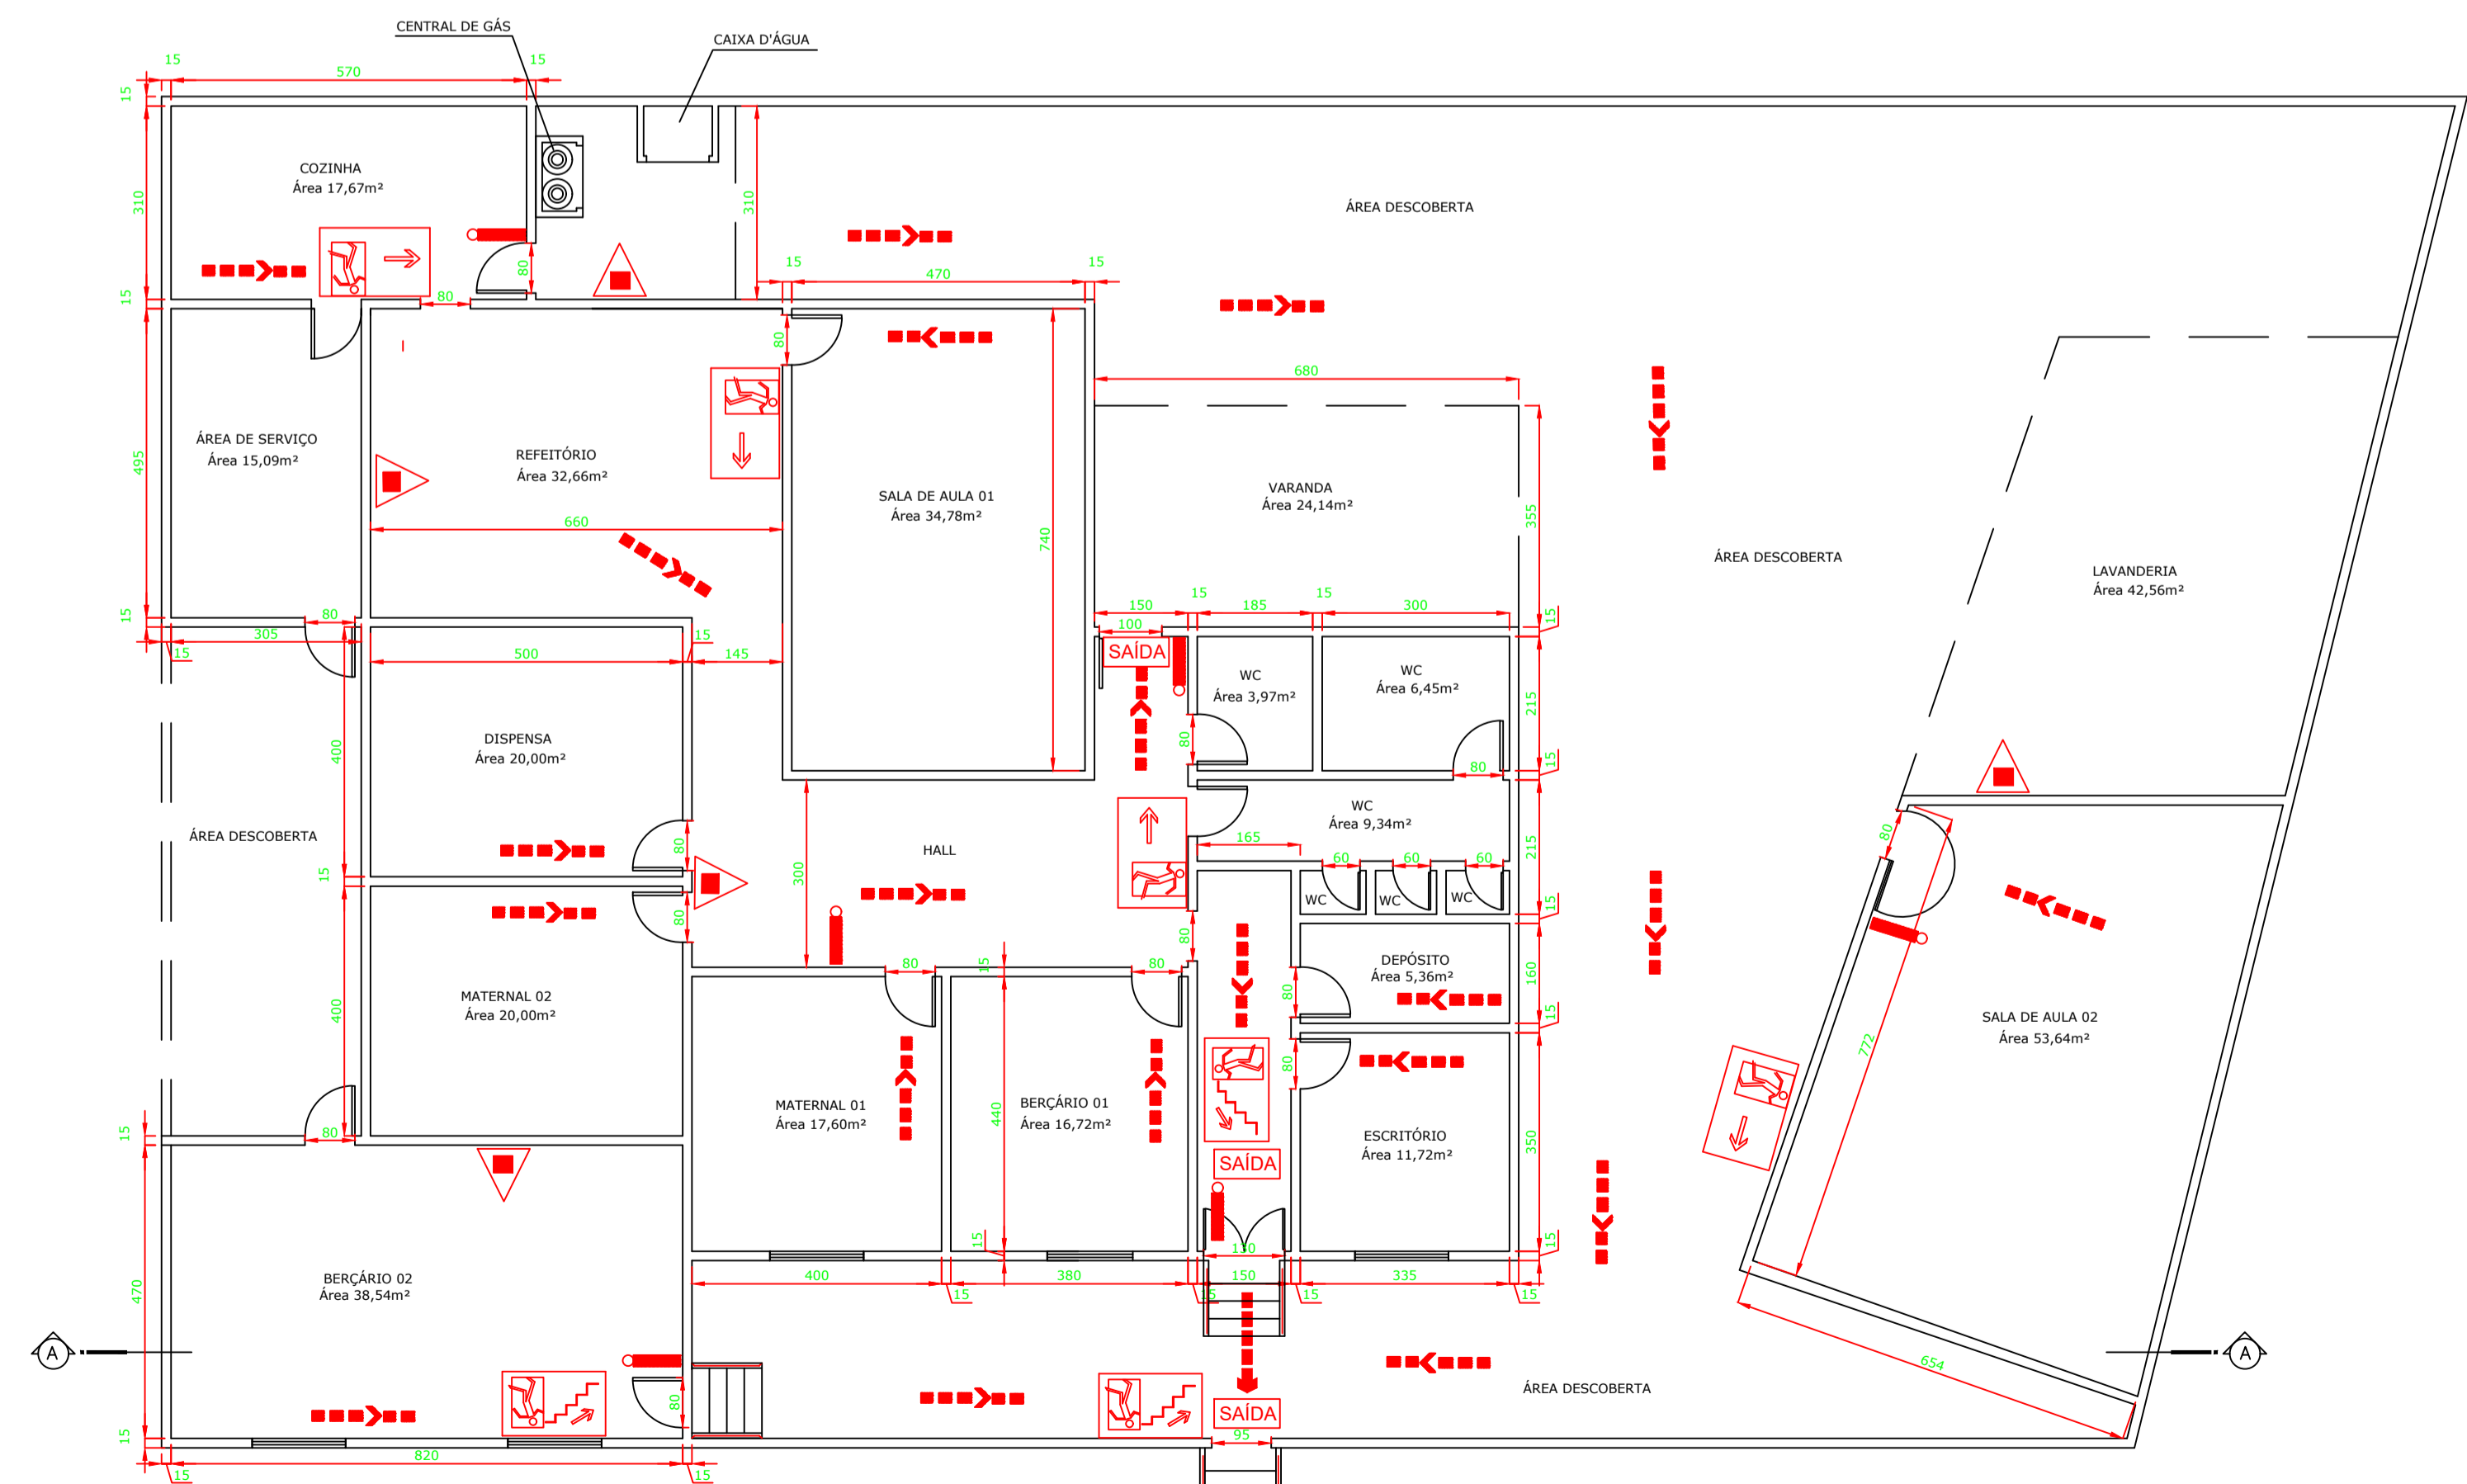 CENTRAL DE GÁS
CAIXA D'ÁGUA
15
570
15
15
COZINHA
Área 17,67m²
310
310
ÁREA DESCOBERTA
80
15
80
15
470
15
80
680
ÁREA DE SERVIÇO
Área 15,09m²
495
REFEITÓRIO
Área 32,66m²
660
SALA DE AULA 01
Área 34,78m²
740
VARANDA
Área 24,14m²
355
ÁREA DESCOBERTA
LAVANDERIA
Área 42,56m²
15
80
305
15
500
15
145
150
15
185
15
300
15
100
SAÍDA
WC
Área 3,97m²
WC
Área 6,45m²
215
80
80
15
DISPENSA
Área 20,00m²
400
80
ÁREA DESCOBERTA
15
HALL
300
WC
Área 9,34m²
165
215
60
60
60
WC
WC
WC
15
80
80
80
MATERNAL 02
Área 20,00m²
400
80
80
15
80
DEPÓSITO
Área 5,36m²
160
15
SALA DE AULA 02
Área 53,64m²
772
80
MATERNAL 01
Área 17,60m²
440
BERÇÁRIO 01
Área 16,72m²
ESCRITÓRIO
Área 11,72m²
350
15
80
SAÍDA
15
130
15
BERÇÁRIO 02
Área 38,54m²
470
400
15
380
15
150
15
335
15
A
A
654
ÁREA DESCOBERTA
80
SAÍDA
95
15
15
820
15